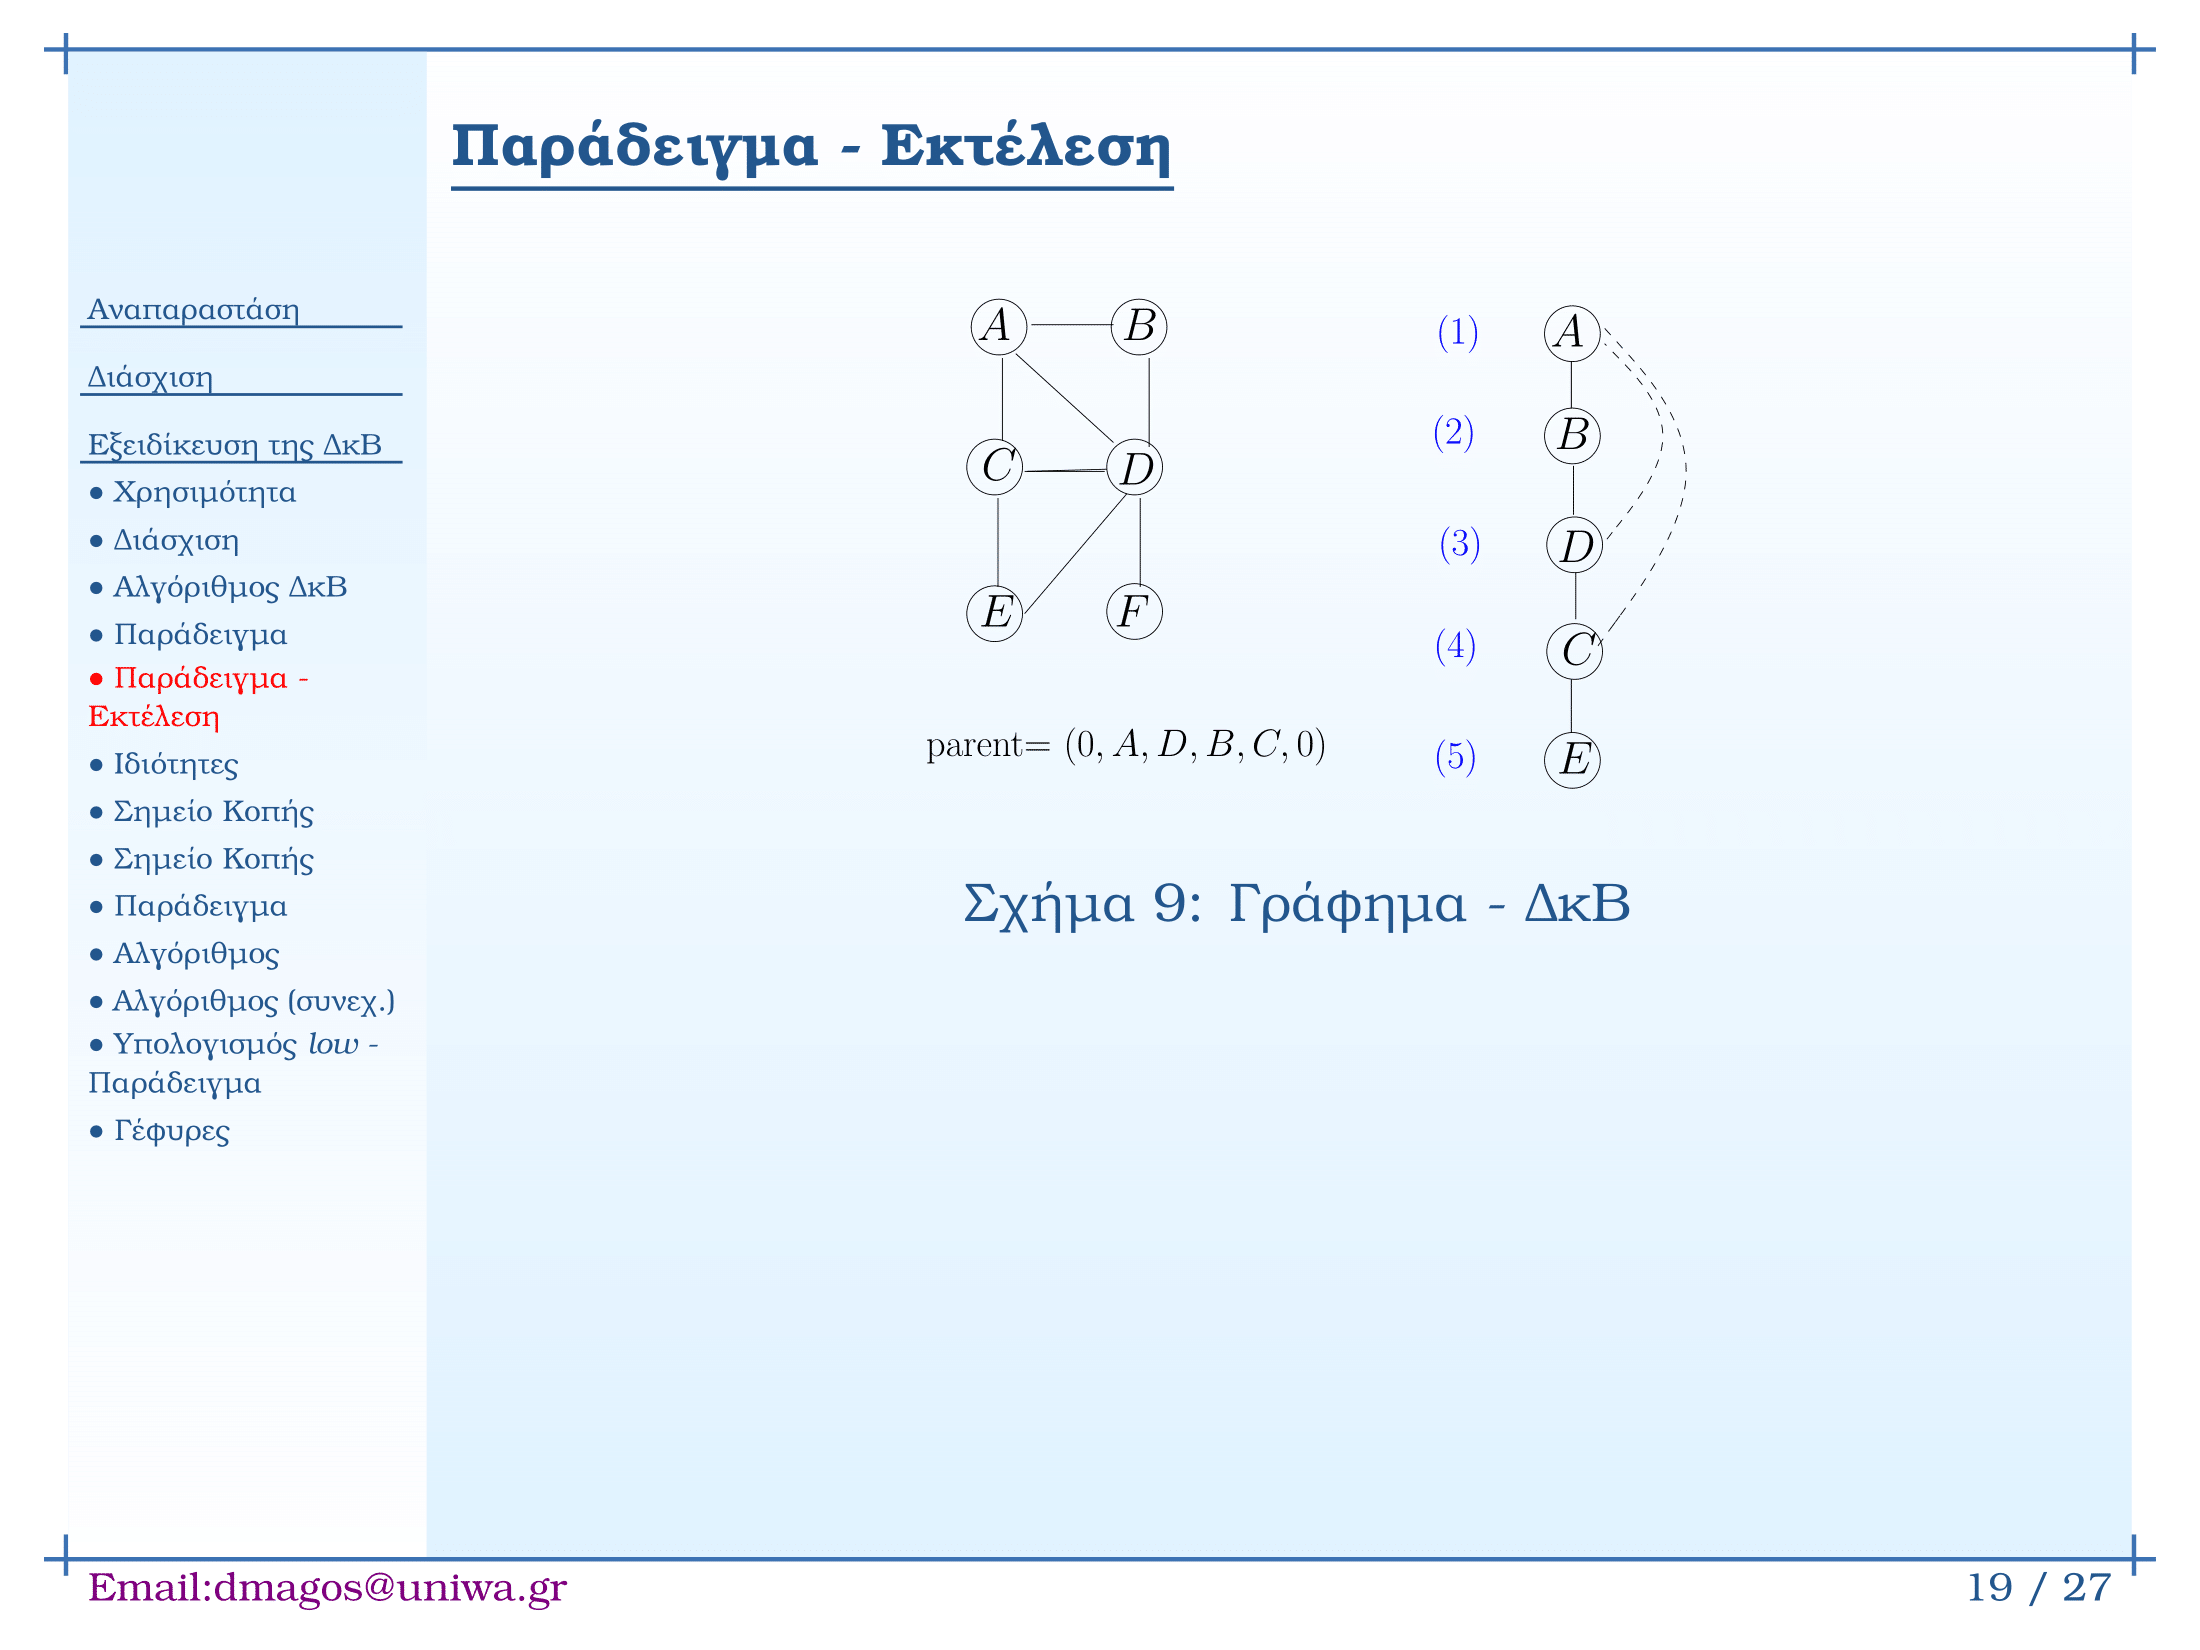 Παράδειγμα - Εκτέλεση
Αναπαραστάση
Διάσχιση
Εξειδίκευση της ΔκΒ
● Χρησιμότητα
● Διάσχιση
● Αλγόριθμος ΔκΒ
● Παράδειγμα
● Παράδειγμα -
Εκτέλεση
● Ιδιότητες
● Σημείο Κοπής
● Σημείο Κοπής
● Παράδειγμα
● Αλγόριθμος
● Αλγόριθμος (συνεχ.)
● Υπολογισμός low -
Παράδειγμα
● Γέφυρες
A B
C D
E F
parent= (0, A, D, B, C, 0)
(1) A
(2) B
(3) D
(4) C
(5) E
Σχήμα 9: Γράφημα - ΔκΒ
Email:dmagos@uniwa.gr
19 / 27